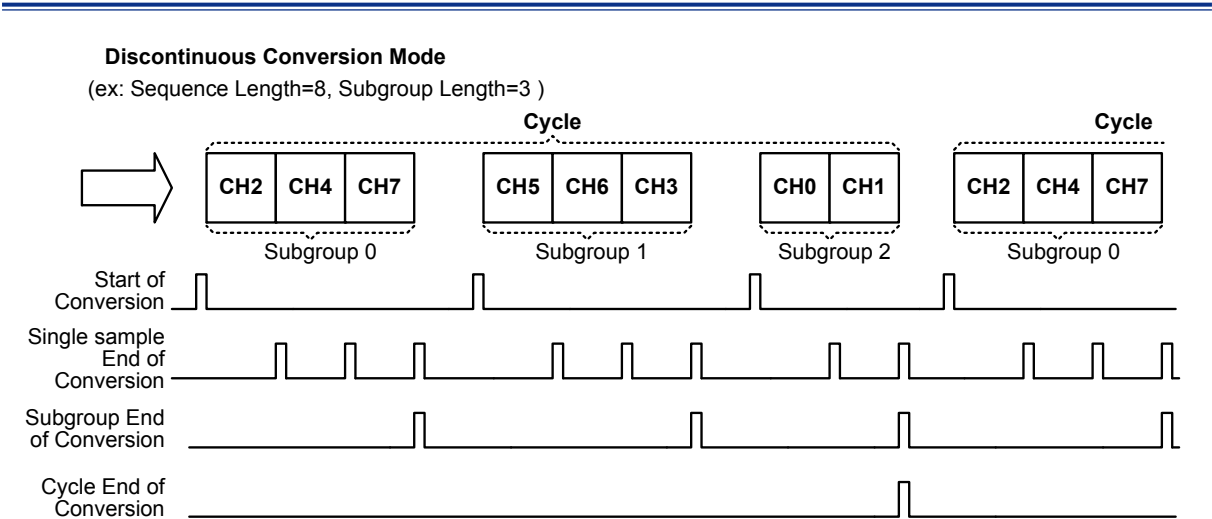 Discontinuous Conversion Mode
(ex: Sequence Length=8, Subgroup Length=3 )
Cycle Cycle
CH2 CH4 CH7 CH5 CH6 CH3 CH0 CH1 CH2 CH4 CH7
Subgroup 0 Subgroup 1 Subgroup 2 Subgroup 0
Start of
Conversion
Single sample
End of
Conversion
Subgroup End
of Conversion
Cycle End of
Conversion